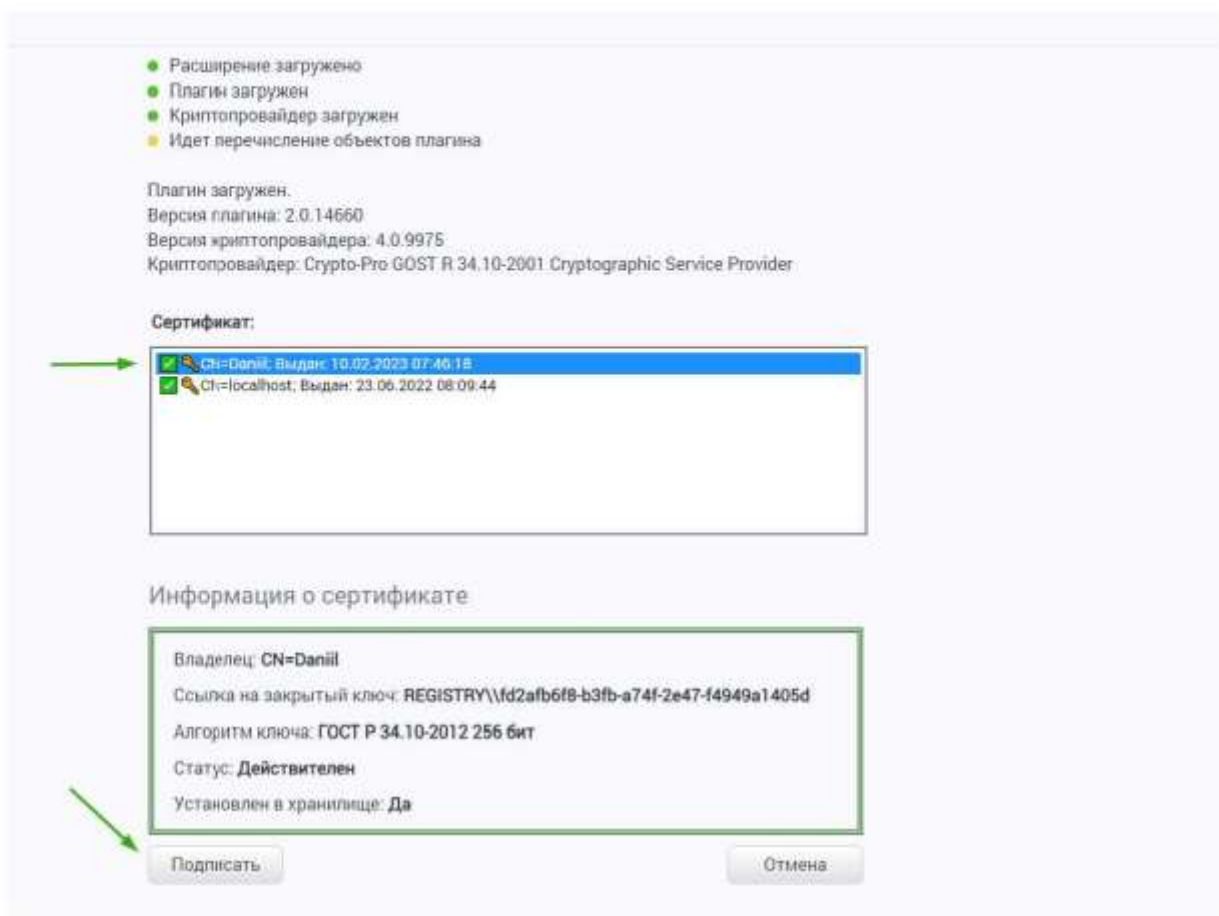 Расширение загружено
Плагин загружен
Криптопровайдер загружен
Идет перечисление объектов плагина
Плагин загружен.
Версия плагина: 2.0.14660
Версия криптопровайдера: 4.0.9975
Криптопровайдер: Crypto-Pro GOST R 34.10-2001 Cryptographic Service Provider
Сертификат:
CN=Daniil; Выдан: 10.02.2023 07:46:18
CN=localhost; Выдан: 23.06.2022 08:09:44
Информация о сертификате
Владелец: CN=Daniil
Ссылка на закрытый ключ: REGISTRY\\fd2afb6f8-b3fb-a74f-2e47-f4949a1405d
Алгоритм ключа: ГОСТ Р 34.10-2012 256 бит
Статус: Действителен
Установлен в хранилище: Да
Подписать Отмена